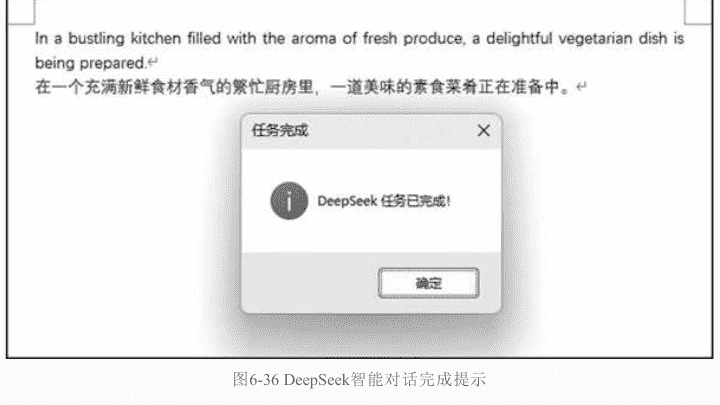 In a bustling kitchen filled with the aroma of fresh produce, a delightful vegetarian dish is
being prepared.↵
在一个充满新鲜食材香气的繁忙厨房里，一道美味的素食菜肴正在准备中。↵
任务完成
DeepSeek 任务已完成!
确定
图6-36 DeepSeek智能对话完成提示